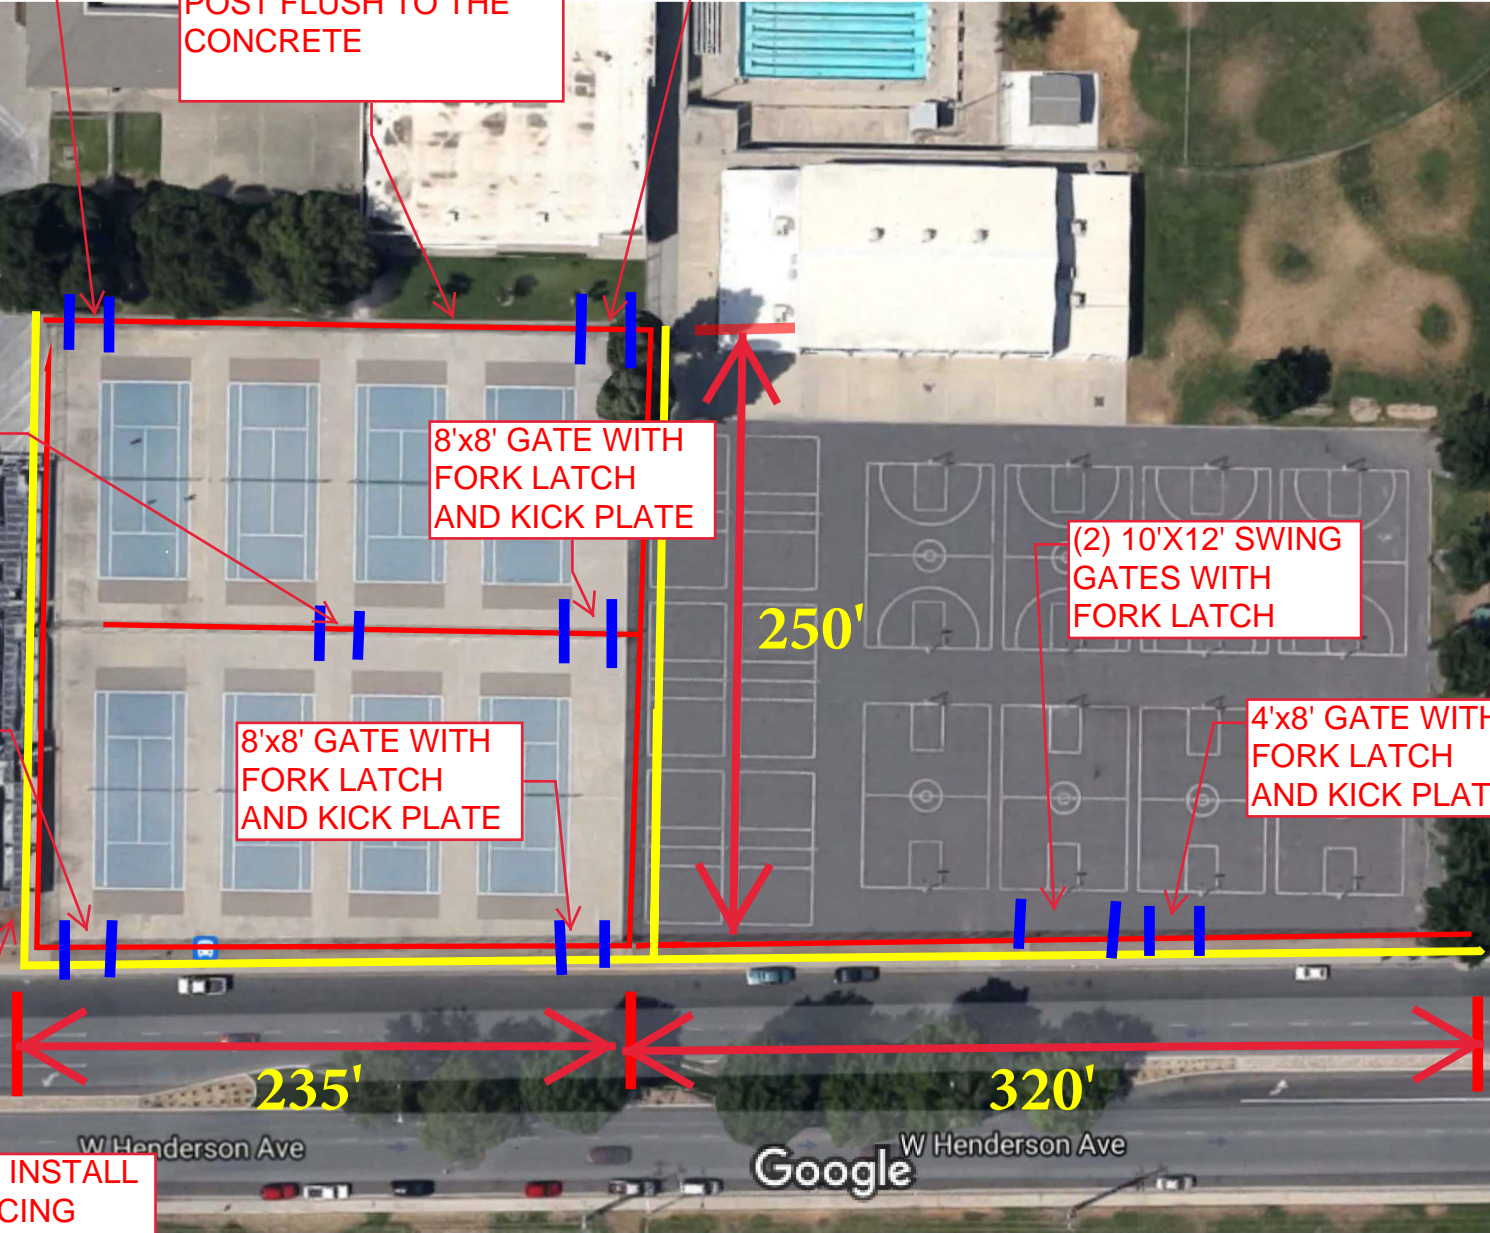 POST FLUSH TO THE
CONCRETE
8'x8' GATE WITH
FORK LATCH
AND KICK PLATE
(2) 10'X12' SWING
GATES WITH
FORK LATCH
250'
4'x8' GATE WITH
FORK LATCH
AND KICK PLAT
8'x8' GATE WITH
FORK LATCH
AND KICK PLATE
235'
320'
W Henderson Ave
W Henderson Ave
Google
INSTALL
CING